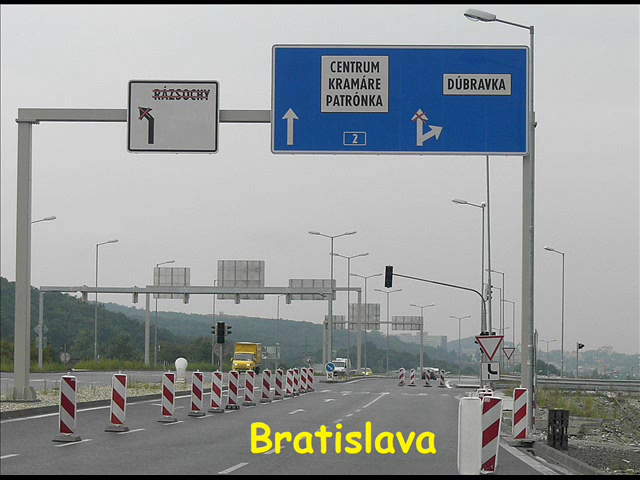 RÁZSOCHY
CENTRUM
KRAMÁRE
PATRÓNKA
2
DÚBRAVKA
Bratislava